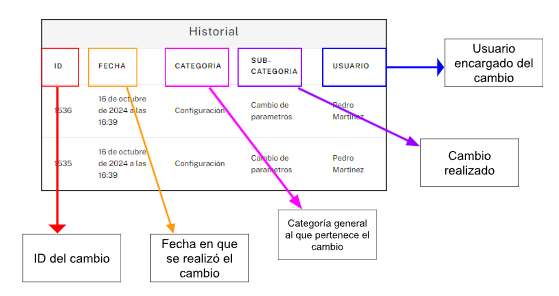 Historial
ID
FECHA
CATEGORIA
SUB-
CATEGORIA
USUARIO
1536
16 de octubre
de 2024 a las
16:39
Configuración
Cambio de
parametros
Pedro
Martinez
1535
16 de octubre
de 2024 a las
16:39
Configuración
Cambio de
parametros
Pedro
Martinez
Usuario
encargado del
cambio
Cambio
realizado
Categoría general
al que pertenece el
cambio
Fecha en que
se realizó el
cambio
ID del cambio